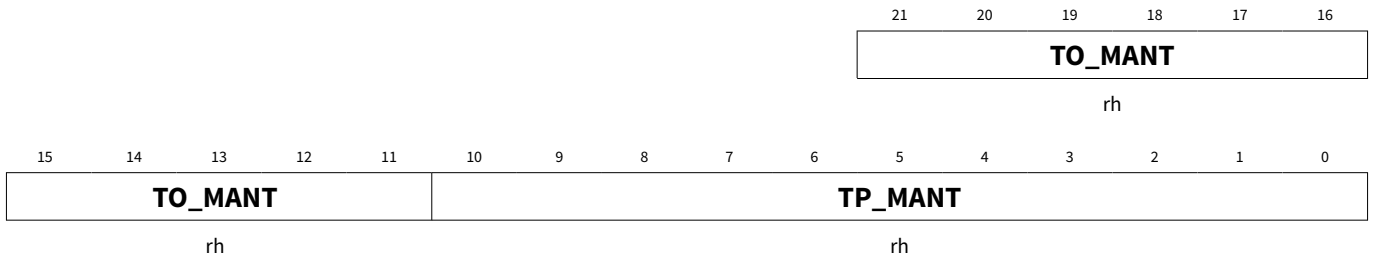 21 20 19 18 17 16
TO_MANT
rh
15 14 13 12 11 10 9 8 7 6 5 4 3 2 1 0
TO_MANT TP_MANT
rh rh